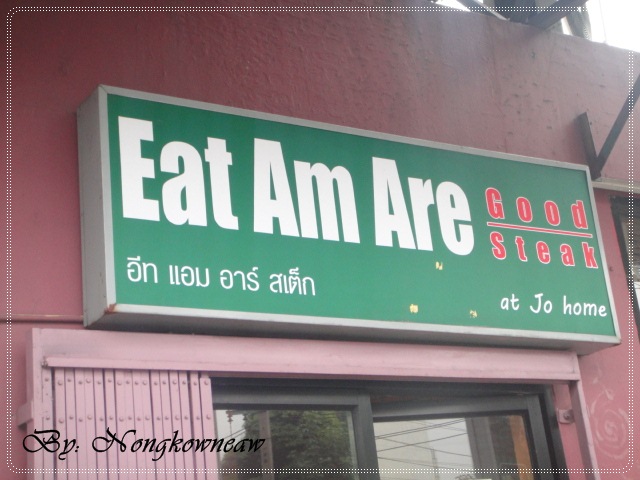 Eat Am Are
Good
Steak
อีท แอม อาร์ สเต็ก
at Jo home
By: Nongkowneaw